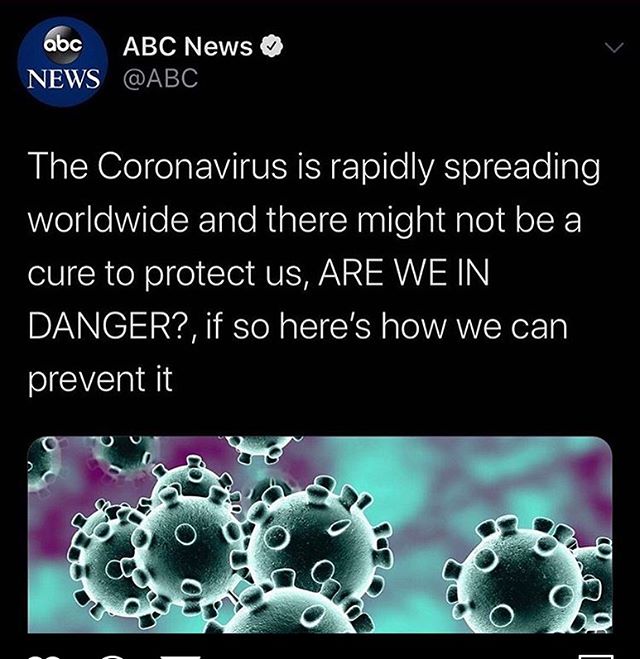 abc
NEWS
ABC News
@ABC
The Coronavirus is rapidly spreading
worldwide and there might not be a
cure to protect us, ARE WE IN
DANGER?, if so here's how we can
prevent it